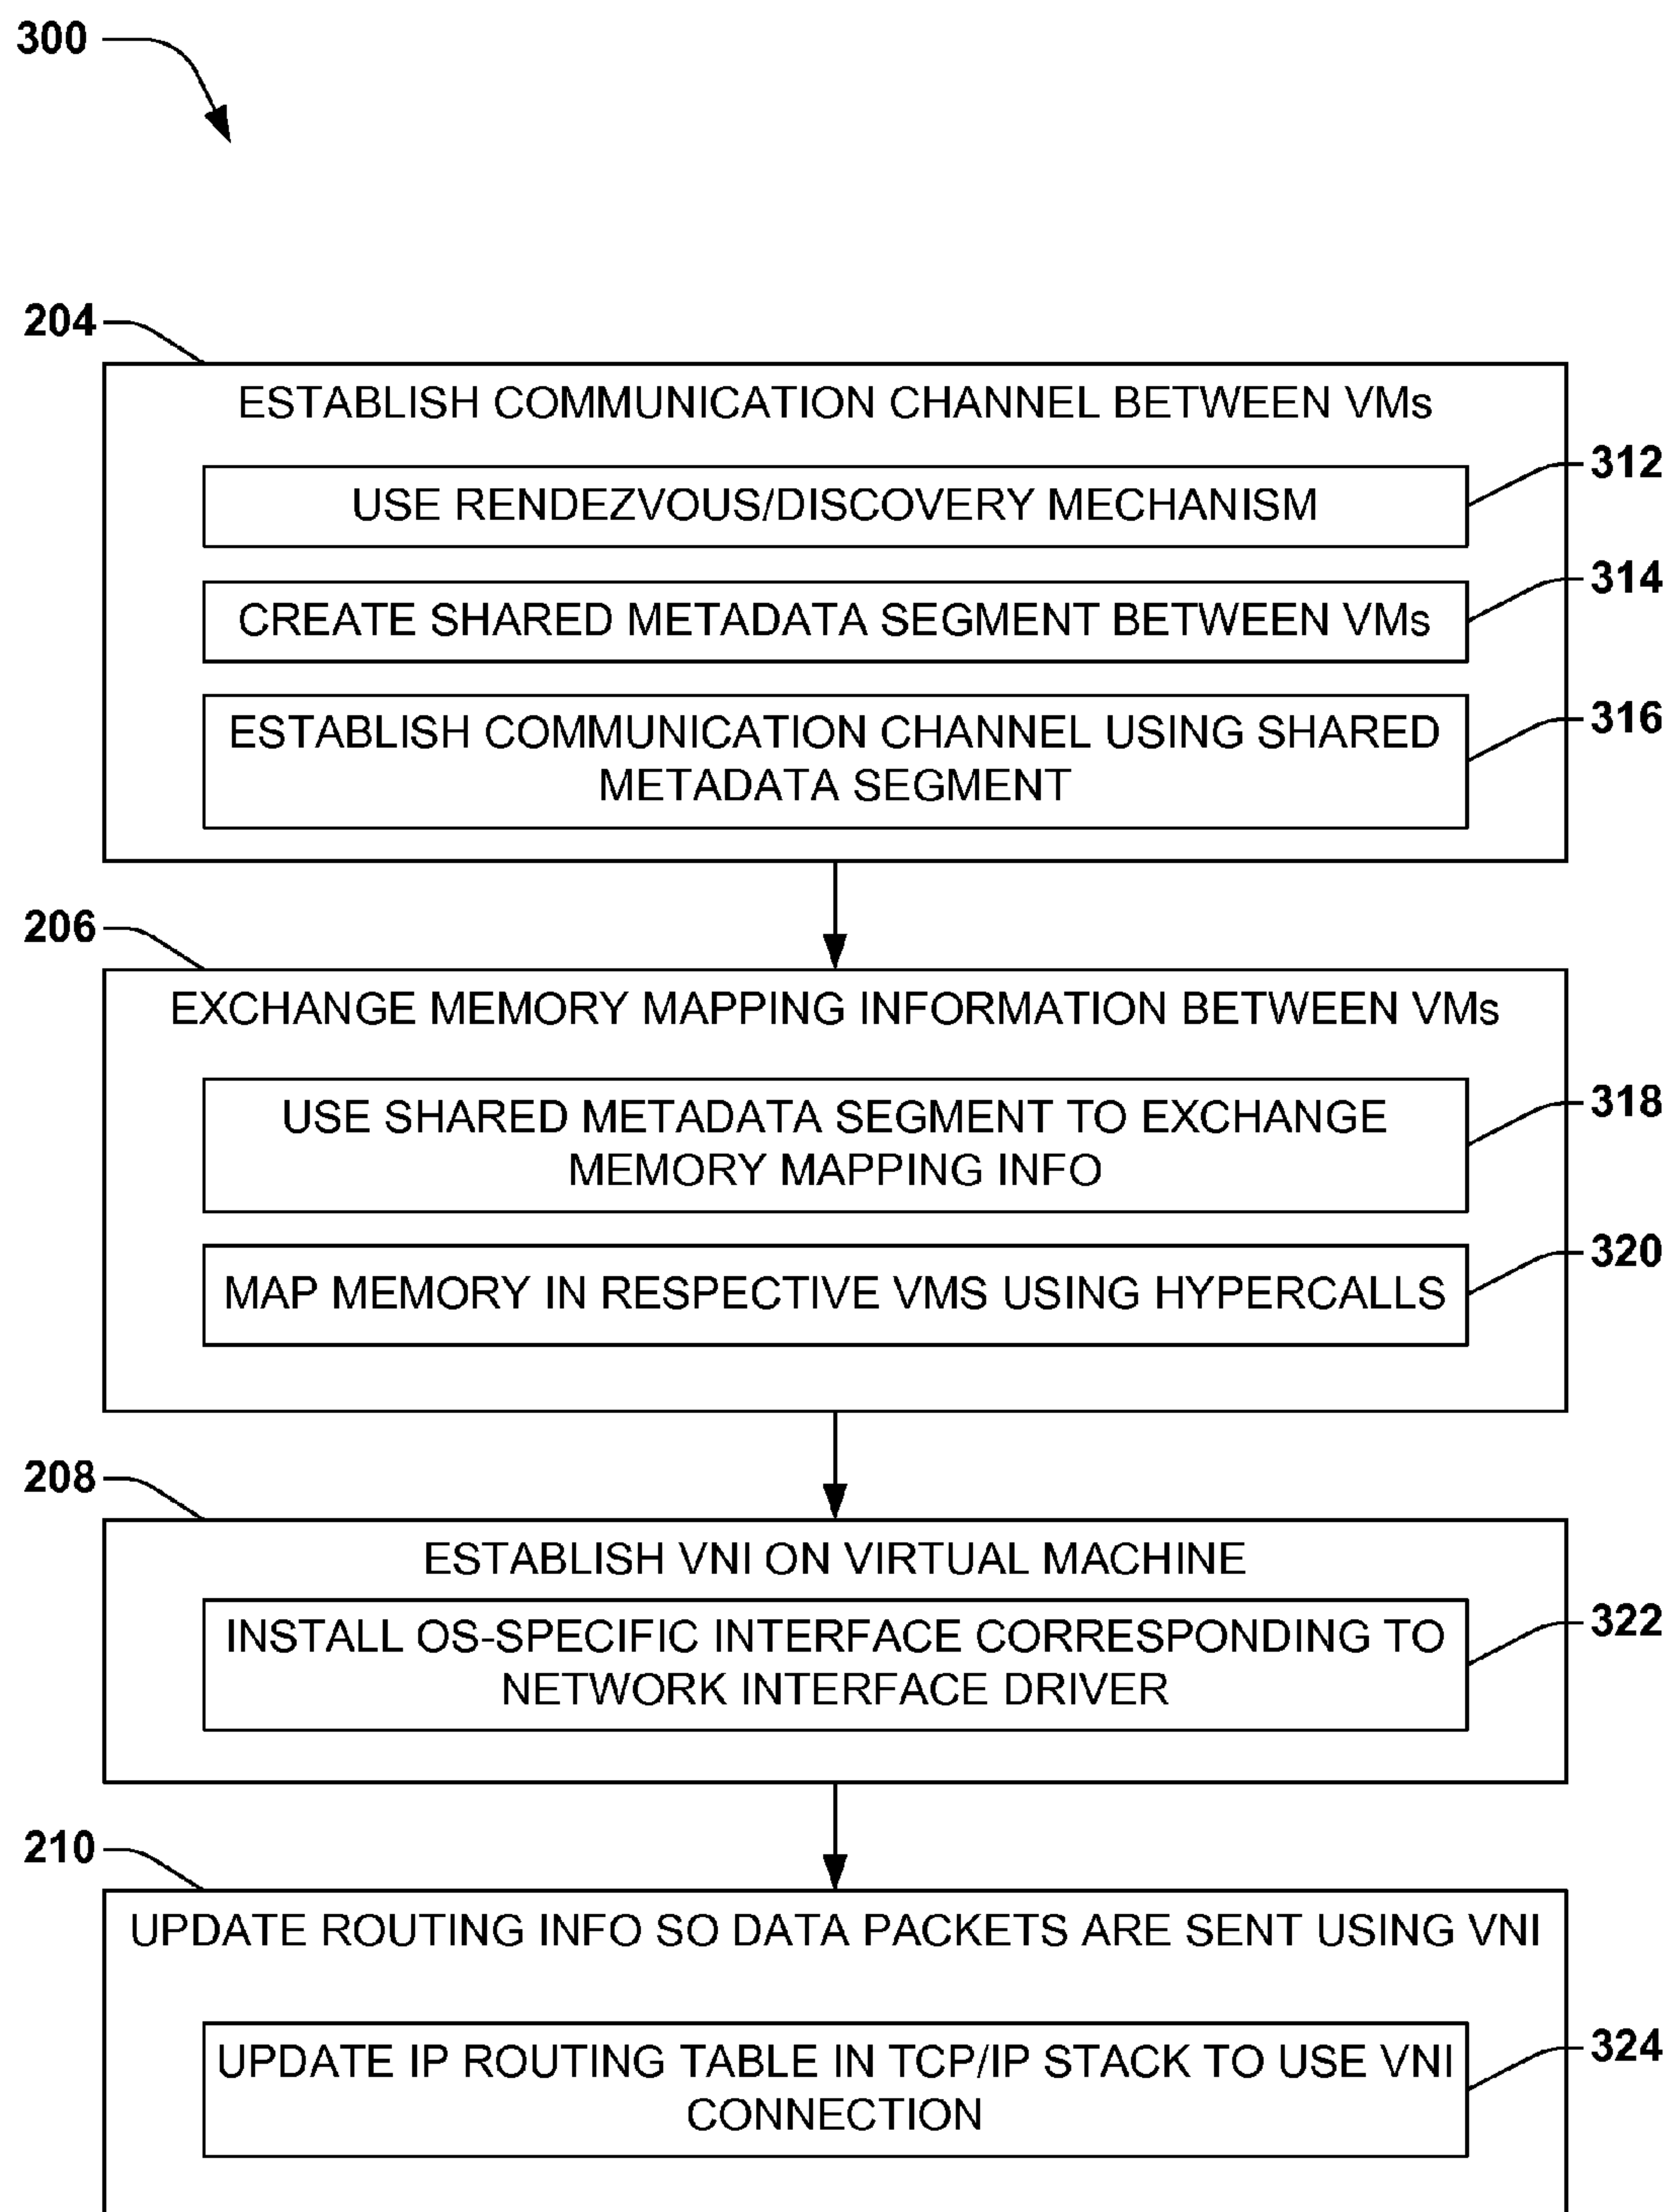 300
204
ESTABLISH COMMUNICATION CHANNEL BETWEEN VMs
312
USE RENDEZVOUS/DISCOVERY MECHANISM
314
CREATE SHARED METADATA SEGMENT BETWEEN VMs
316
ESTABLISH COMMUNICATION CHANNEL USING SHARED
METADATA SEGMENT
206
EXCHANGE MEMORY MAPPING INFORMATION BETWEEN VMs
318
USE SHARED METADATA SEGMENT TO EXCHANGE
MEMORY MAPPING INFO
320
MAP MEMORY IN RESPECTIVE VMS USING HYPERCALLS
208
ESTABLISH VNI ON VIRTUAL MACHINE
322
INSTALL OS-SPECIFIC INTERFACE CORRESPONDING TO
NETWORK INTERFACE DRIVER
210
UPDATE ROUTING INFO SO DATA PACKETS ARE SENT USING VNI
324
UPDATE IP ROUTING TABLE IN TCP/IP STACK TO USE VNI
CONNECTION